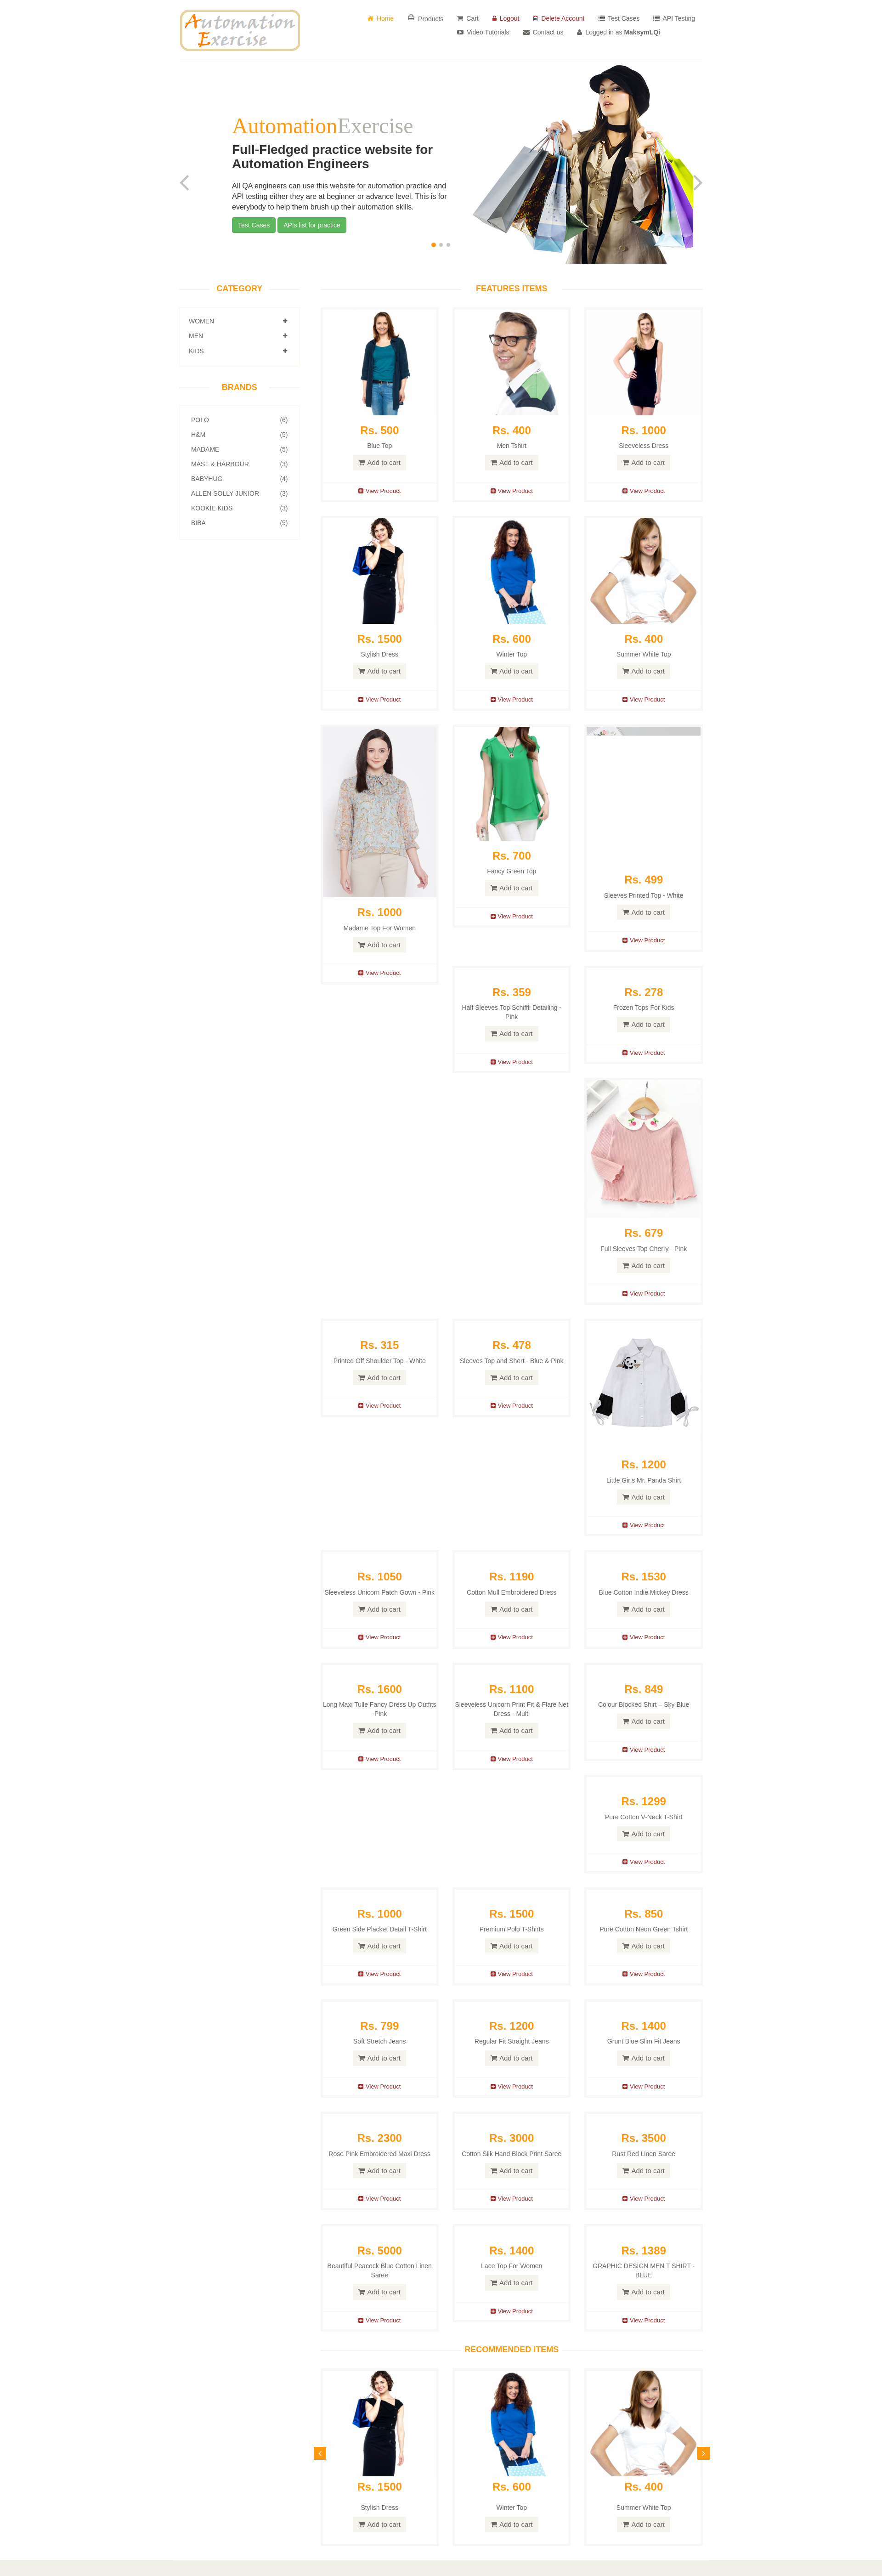 Automation
Exercise
Home
Products
Cart
Logout
Delete Account
Test Cases
API Testing
Video Tutorials
Contact us
Logged in as MaksymLQi
AutomationExercise
Full-Fledged practice website for
Automation Engineers
All QA engineers can use this website for automation practice and
API testing either they are at beginner or advance level. This is for
everybody to help them brush up their automation skills.
Test Cases
APIs list for practice
CATEGORY
WOMEN
MEN
KIDS
BRANDS
POLO (6)
H&M (5)
MADAME (5)
MAST & HARBOUR (3)
BABYHUG (4)
ALLEN SOLLY JUNIOR (3)
KOOKIE KIDS (3)
BIBA (5)
FEATURES ITEMS
Rs. 500
Blue Top
Add to cart
View Product
Rs. 400
Men Tshirt
Add to cart
View Product
Rs. 1000
Sleeveless Dress
Add to cart
View Product
Rs. 1500
Stylish Dress
Add to cart
View Product
Rs. 600
Winter Top
Add to cart
View Product
Rs. 400
Summer White Top
Add to cart
View Product
Rs. 1000
Madame Top For Women
Add to cart
View Product
Rs. 700
Fancy Green Top
Add to cart
View Product
Rs. 499
Sleeves Printed Top - White
Add to cart
View Product
Rs. 359
Half Sleeves Top Schiffli Detailing -
Pink
Add to cart
View Product
Rs. 278
Frozen Tops For Kids
Add to cart
View Product
Rs. 679
Full Sleeves Top Cherry - Pink
Add to cart
View Product
Rs. 315
Printed Off Shoulder Top - White
Add to cart
View Product
Rs. 478
Sleeves Top and Short - Blue & Pink
Add to cart
View Product
Rs. 1200
Little Girls Mr. Panda Shirt
Add to cart
View Product
Rs. 1050
Sleeveless Unicorn Patch Gown - Pink
Add to cart
View Product
Rs. 1190
Cotton Mull Embroidered Dress
Add to cart
View Product
Rs. 1530
Blue Cotton Indie Mickey Dress
Add to cart
View Product
Rs. 1600
Long Maxi Tulle Fancy Dress Up Outfits
-Pink
Add to cart
View Product
Rs. 1100
Sleeveless Unicorn Print Fit & Flare Net
Dress - Multi
Add to cart
View Product
Rs. 849
Colour Blocked Shirt – Sky Blue
Add to cart
View Product
Rs. 1299
Pure Cotton V-Neck T-Shirt
Add to cart
View Product
Rs. 1000
Green Side Placket Detail T-Shirt
Add to cart
View Product
Rs. 1500
Premium Polo T-Shirts
Add to cart
View Product
Rs. 850
Pure Cotton Neon Green Tshirt
Add to cart
View Product
Rs. 799
Soft Stretch Jeans
Add to cart
View Product
Rs. 1200
Regular Fit Straight Jeans
Add to cart
View Product
Rs. 1400
Grunt Blue Slim Fit Jeans
Add to cart
View Product
Rs. 2300
Rose Pink Embroidered Maxi Dress
Add to cart
View Product
Rs. 3000
Cotton Silk Hand Block Print Saree
Add to cart
View Product
Rs. 3500
Rust Red Linen Saree
Add to cart
View Product
Rs. 5000
Beautiful Peacock Blue Cotton Linen
Saree
Add to cart
View Product
Rs. 1400
Lace Top For Women
Add to cart
View Product
Rs. 1389
GRAPHIC DESIGN MEN T SHIRT -
BLUE
Add to cart
View Product
RECOMMENDED ITEMS
Rs. 1500
Stylish Dress
Add to cart
Rs. 600
Winter Top
Add to cart
Rs. 400
Summer White Top
Add to cart